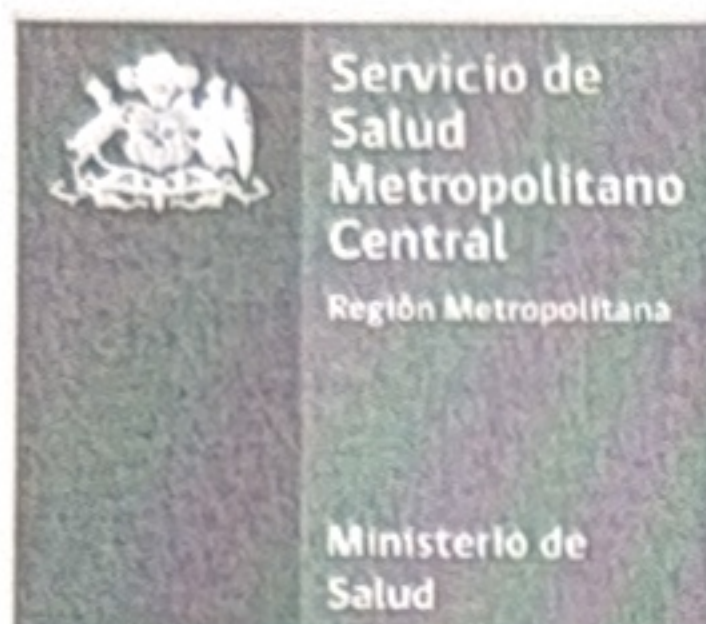 Servicio de
Salud
Metropolitano
Central
Región Metropolitana
Ministerio de
Salud